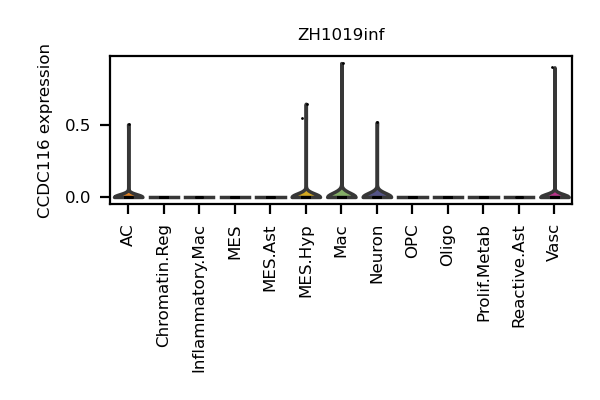 ZH1019inf
CCDC116 expression
0.5
0.0
AC
Chromatin.Reg
Inflammatory.Mac
MES
MES.Ast
MES.Hyp
Mac
Neuron
OPC
Oligo
Prolif.Metab
Reactive.Ast
Vasc